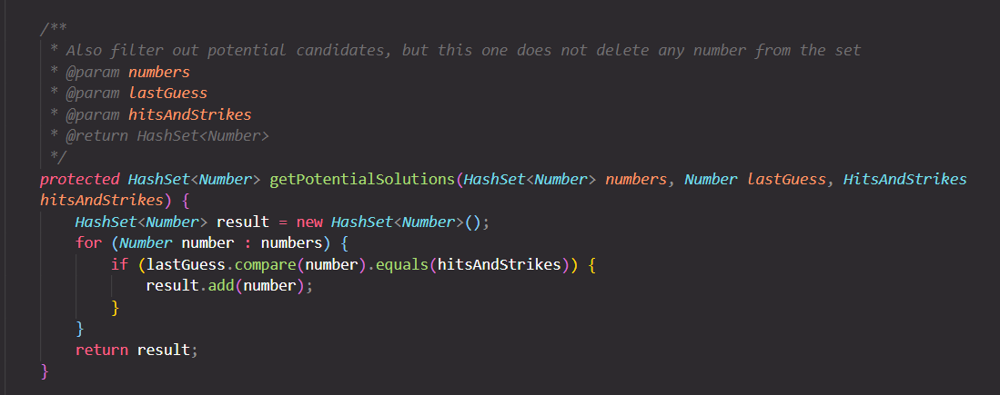 /**
 * Also filter out potential candidates, but this one does not delete any number from the set
 * @param numbers
 * @param lastGuess
 * @param hitsAndStrikes
 * @return HashSet<Number>
 */
protected HashSet<Number> getPotentialSolutions(HashSet<Number> numbers, Number lastGuess, HitsAndStrikes
hitsAndStrikes) {
    HashSet<Number> result = new HashSet<Number>();
    for (Number number : numbers) {
        if (lastGuess.compare(number).equals(hitsAndStrikes)) {
            result.add(number);
        }
    }
    return result;
}